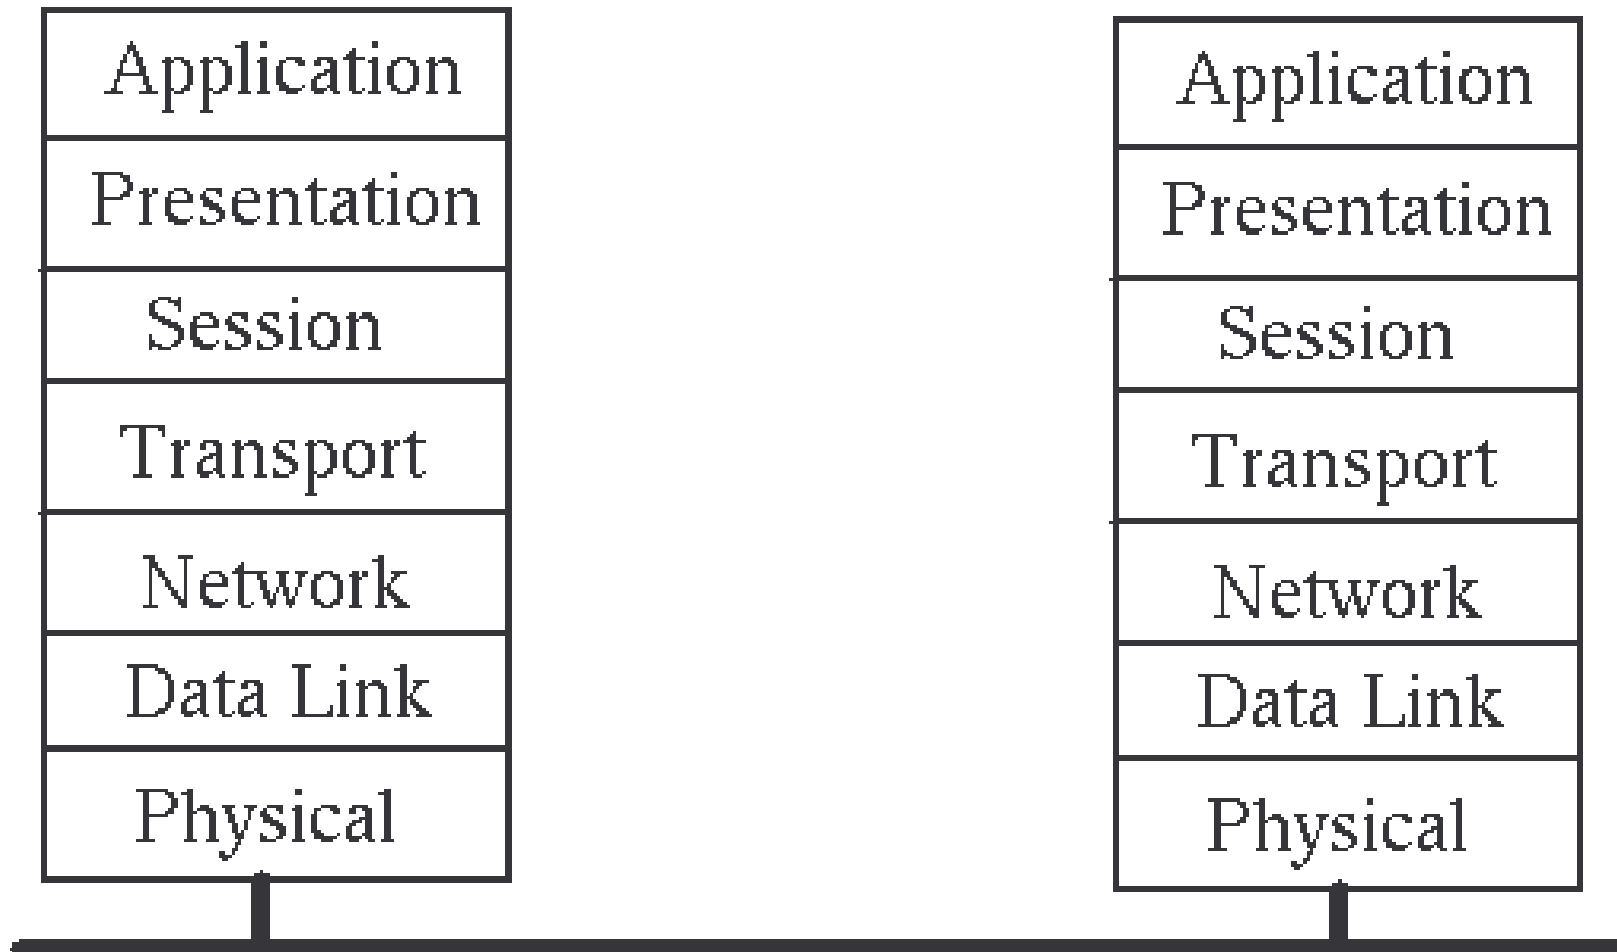 Application
Presentation
Session
Transport
Network
Data Link
Physical
Application
Presentation
Session
Transport
Network
Data Link
Physical